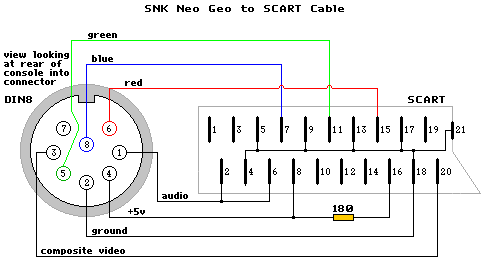 SNK Neo Geo to SCART Cable
green
view looking
at rear of
console into
connector
blue
red
DIN8
SCART
7
6
8
3
1
5
4
2
1
3
5
7
9
11
13
15
17
19
21
2
4
6
8
10
12
14
16
18
20
audio
+5v
180
ground
composite video